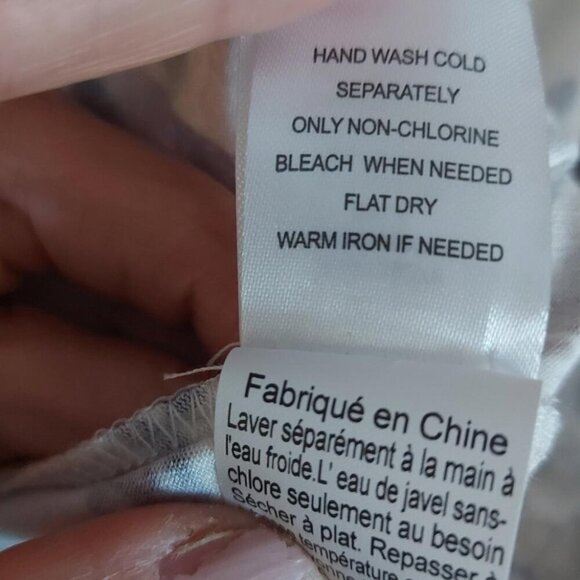 HAND WASH COLD
SEPARATELY
ONLY NON-CHLORINE
BLEACH WHEN NEEDED
FLAT DRY
WARM IRON IF NEEDED
Fabriqué en Chine
Laver séparément à la main à
l'eau froide.L' eau de javel sans-
chlore seulement au besoin
Sécher à plat. Repasser à
température